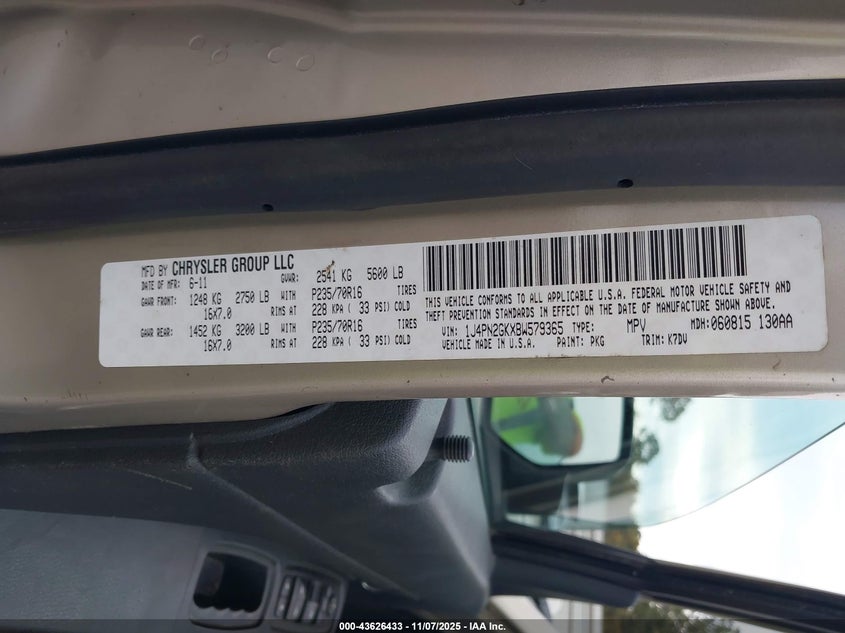 MFD BY CHRYSLER GROUP LLC
DATE OF MFR: 6-11 GVWR: 2541 KG 5600 LB
GAWR FRONT: 1248 KG 2750 LB WITH P235/70R16 TIRES
16X7.0 RIMS AT 228 KPA ( 33 PSI) COLD
GAWR REAR: 1452 KG 3200 LB WITH P235/70R16 TIRES
16X7.0 RIMS AT 228 KPA ( 33 PSI) COLD
THIS VEHICLE CONFORMS TO ALL APPLICABLE U.S.A. FEDERAL MOTOR VEHICLE SAFETY AND
THEFT PREVENTION STANDARDS IN EFFECT ON THE DATE OF MANUFACTURE SHOWN ABOVE.
VIN: 1J4PN2GKXBW579365 TYPE: MPV MDH: 060815 130AA
MADE IN U.S.A. PAINT: PKG TRIM: K7DV
000-43626433 - 11/07/2025 - IAA Inc.